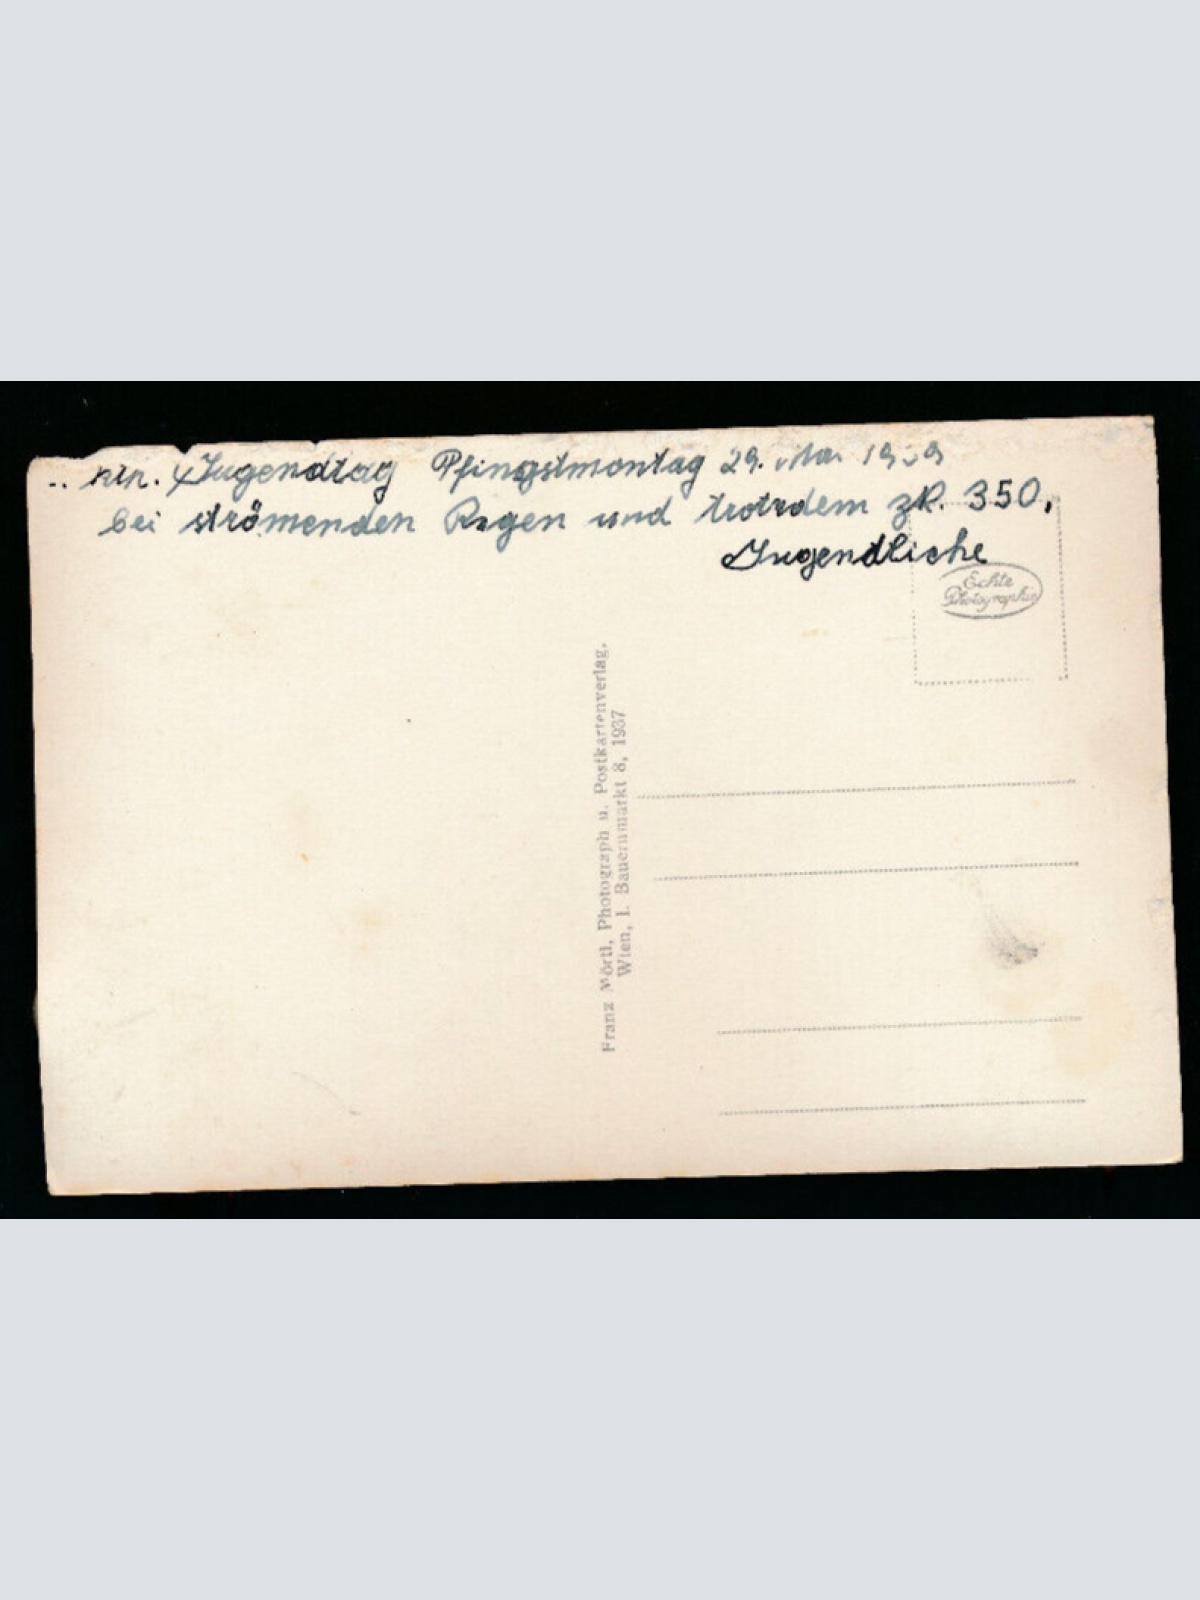 Jugendtag Pfingstmontag 29. Mai 1939
bei strömenden Regen und trotzdem zk. 350,
Jugendliche
Echte
Photographie
Franz Mörtl, Photograph u. Postkartenverlag,
Wien, I. Bauernmarkt 8, 1937